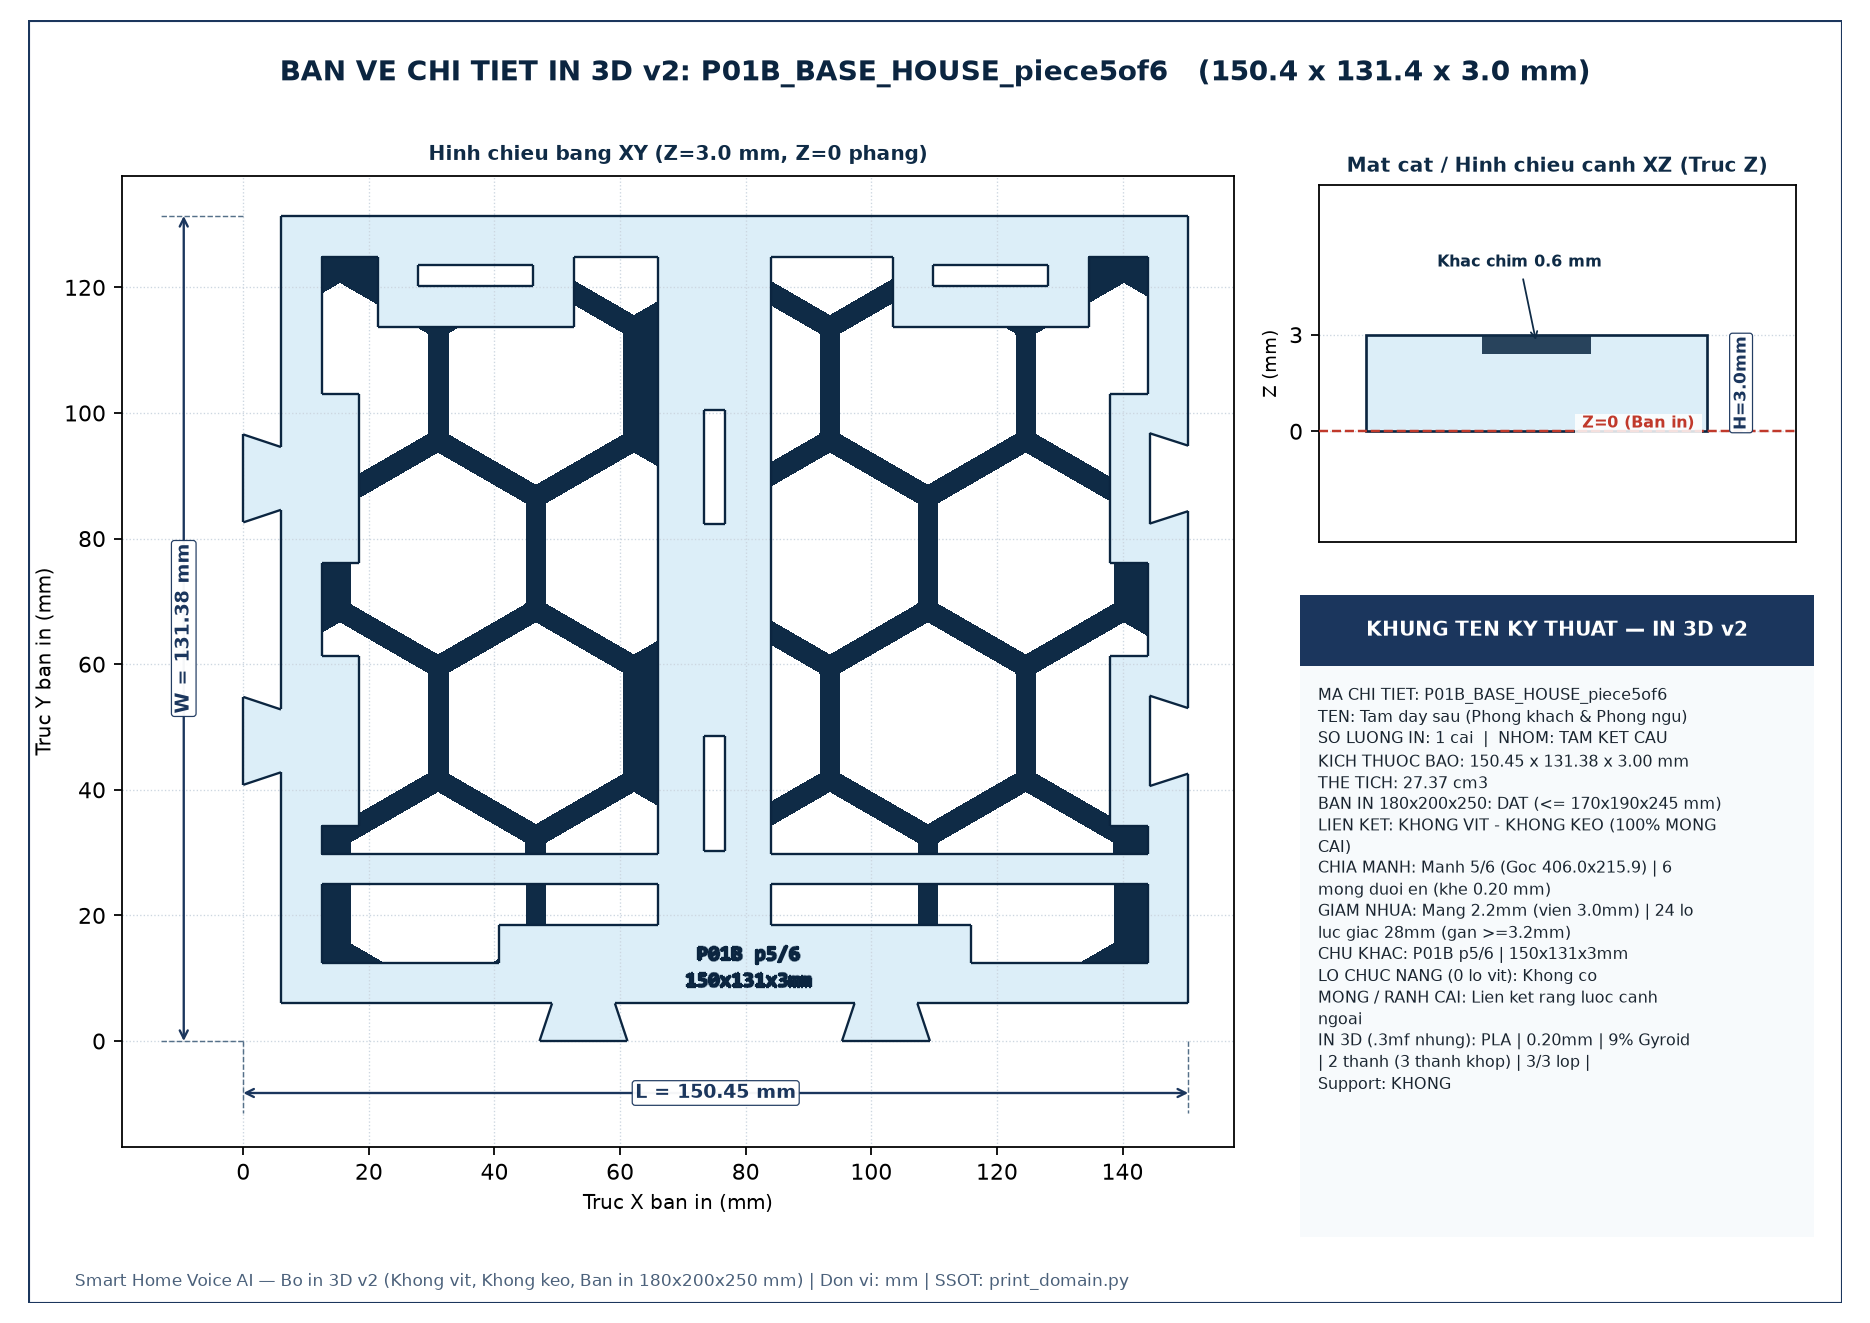 BAN VE CHI TIET IN 3D v2: P01B_BASE_HOUSE_piece5of6 (150.4 x 131.4 x 3.0 mm)
Hinh chieu bang XY (Z=3.0 mm, Z=0 phang)
120
100
80
60
40
20
0
Truc Y ban in (mm)
W = 131.38 mm
P01B p5/6
150x131x3mm
L = 150.45 mm
0
20
40
60
80
100
120
140
Truc X ban in (mm)
Mat cat / Hinh chieu canh XZ (Truc Z)
Khac chim 0.6 mm
Z (mm)
3
0
Z=0 (Ban in)
H=3.0mm
KHUNG TEN KY THUAT — IN 3D v2
MA CHI TIET: P01B_BASE_HOUSE_piece5of6
TEN: Tam day sau (Phong khach & Phong ngu)
SO LUONG IN: 1 cai | NHOM: TAM KET CAU
KICH THUOC BAO: 150.45 x 131.38 x 3.00 mm
THE TICH: 27.37 cm3
BAN IN 180x200x250: DAT (<= 170x190x245 mm)
LIEN KET: KHONG VIT - KHONG KEO (100% MONG
CAI)
CHIA MANH: Manh 5/6 (Goc 406.0x215.9) | 6
mong duoi en (khe 0.20 mm)
GIAM NHUA: Mang 2.2mm (vien 3.0mm) | 24 lo
luc giac 28mm (gan >=3.2mm)
CHU KHAC: P01B p5/6 | 150x131x3mm
LO CHUC NANG (0 lo vit): Khong co
MONG / RANH CAI: Lien ket rang luoc canh
ngoai
IN 3D (.3mf nhung): PLA | 0.20mm | 9% Gyroid
| 2 thanh (3 thanh khop) | 3/3 lop |
Support: KHONG
Smart Home Voice AI — Bo in 3D v2 (Khong vit, Khong keo, Ban in 180x200x250 mm) | Don vi: mm | SSOT: print_domain.py